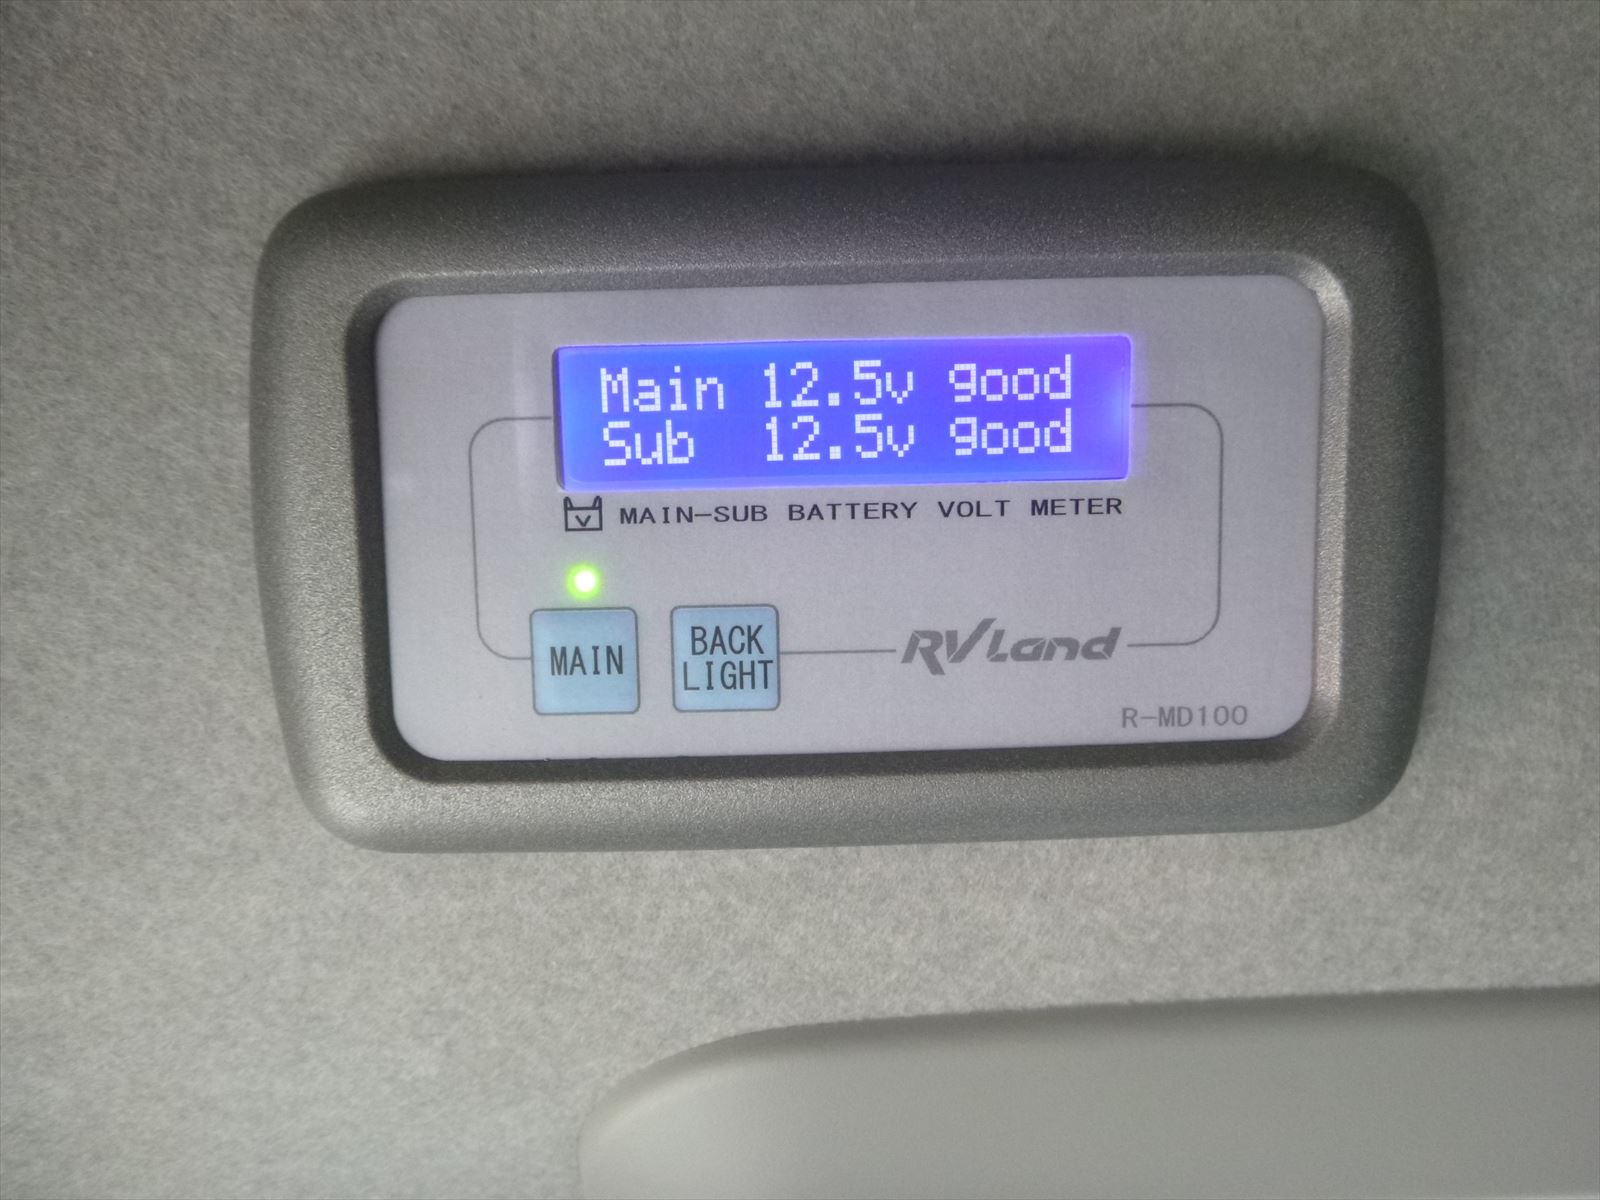 Main 12.5v good
Sub 12.5v good
MAIN-SUB BATTERY VOLT METER
MAIN
BACK
LIGHT
RVLand
R-MD100